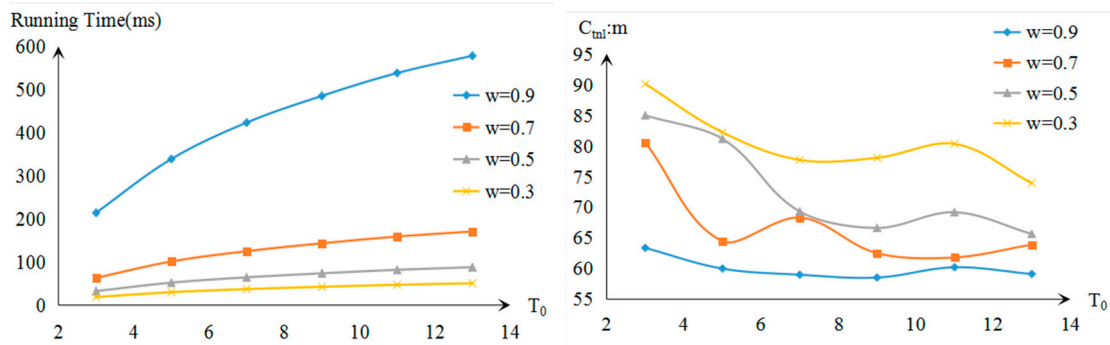 Running Time(ms)
600
500
400
300
200
100
0
2 4 6 8 10 12 14
T₀
w=0.9
w=0.7
w=0.5
w=0.3
Cₜₙₗ:m
95
90
85
80
75
70
65
60
55
2 4 6 8 10 12 14
T₀
w=0.9
w=0.7
w=0.5
w=0.3